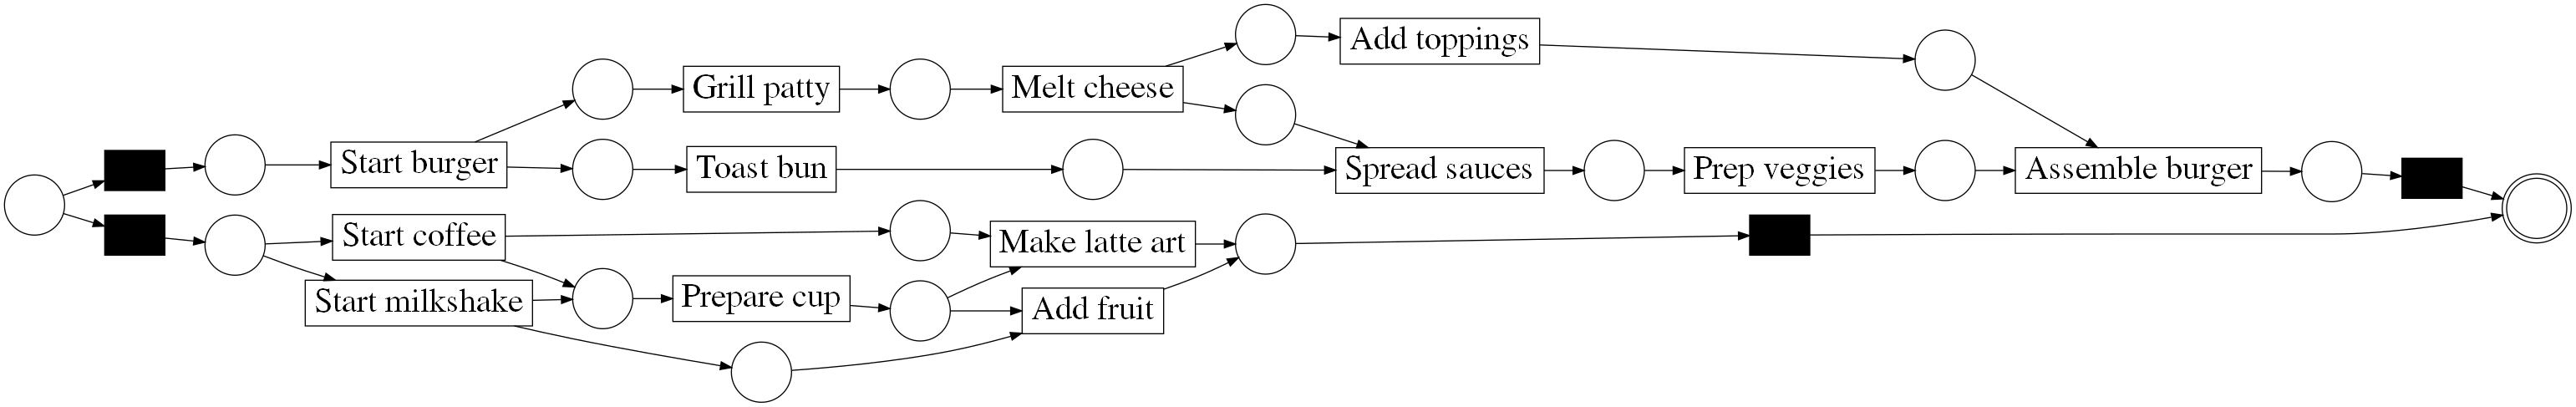 Add toppings
Grill patty
Melt cheese
Start burger
Toast bun
Spread sauces
Prep veggies
Assemble burger
Start coffee
Make latte art
Start milkshake
Prepare cup
Add fruit